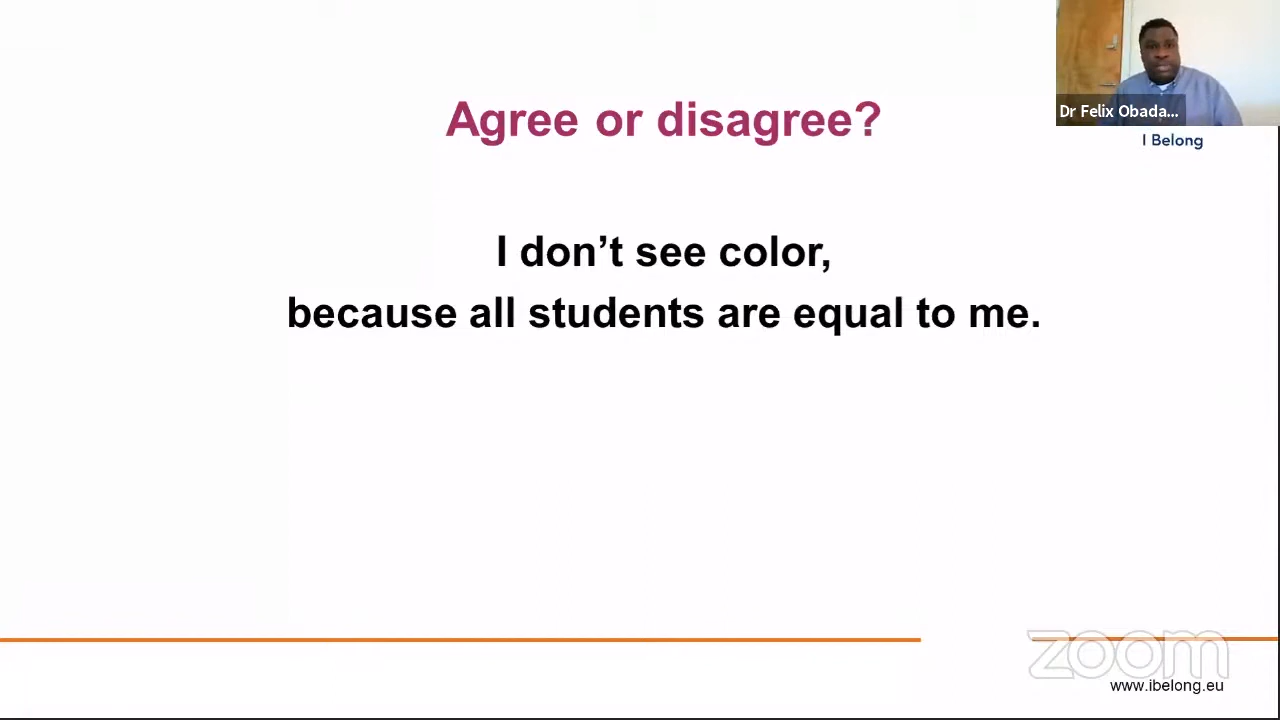 Agree or disagree?
Dr Felix Obada...
I Belong
I don’t see color,
because all students are equal to me.
zoom
www.ibelong.eu